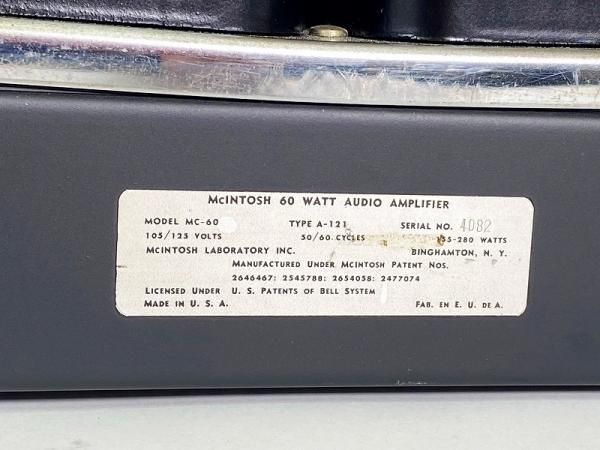 McINTOSH 60 WATT AUDIO AMPLIFIER
MODEL MC-60 TYPE A-121 SERIAL NO. 4D82
105/125 VOLTS 50/60 CYCLES 155-280 WATTS
McINTOSH LABORATORY INC. BINGHAMTON, N. Y.
MANUFACTURED UNDER McINTOSH PATENT NOS.
2646467: 2545788: 2654058: 2477074
LICENSED UNDER U. S. PATENTS OF BELL SYSTEM
MADE IN U. S. A. FAB. EN E. U. DE A.